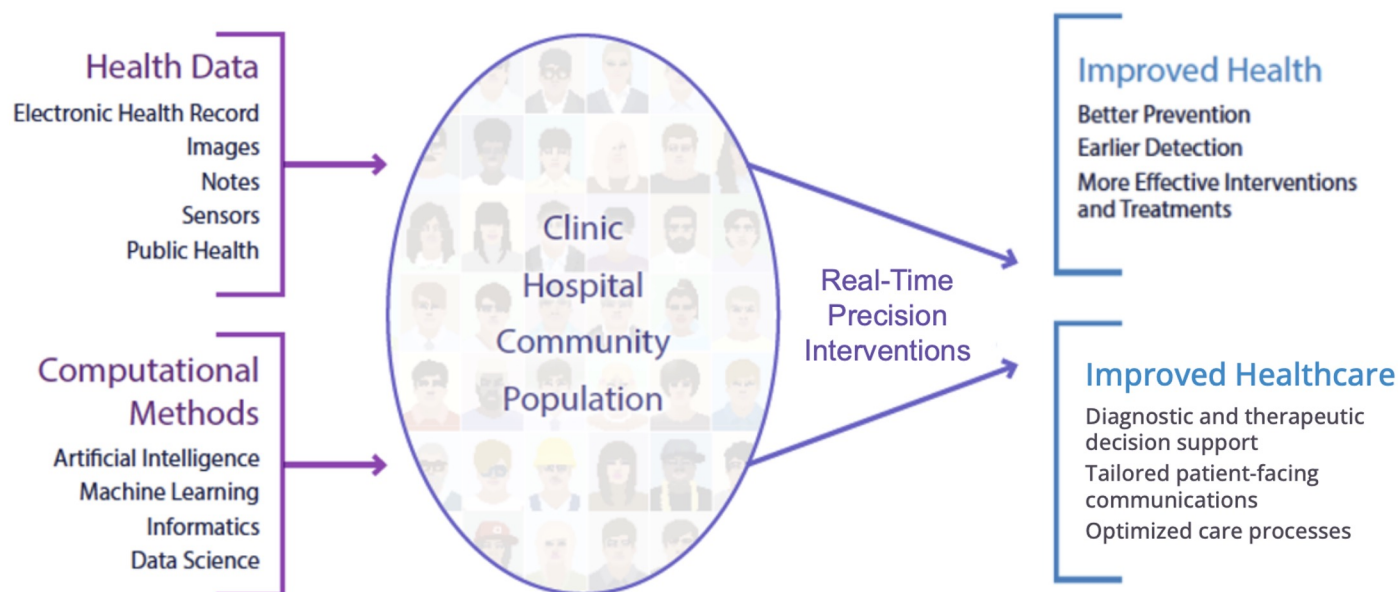 Health Data
Electronic Health Record
Images
Notes
Sensors
Public Health
Computational
Methods
Artificial Intelligence
Machine Learning
Informatics
Data Science
Clinic
Hospital
Community
Population
Real-Time
Precision
Interventions
Improved Health
Better Prevention
Earlier Detection
More Effective Interventions
and Treatments
Improved Healthcare
Diagnostic and therapeutic
decision support
Tailored patient-facing
communications
Optimized care processes